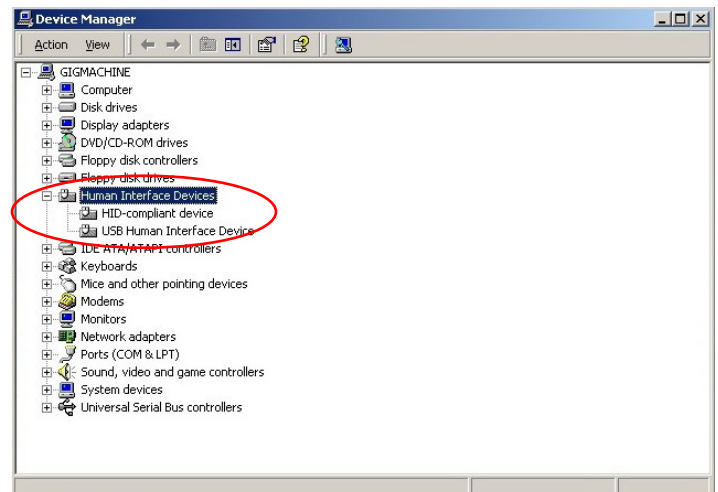 Device Manager
Action View
GIGMACHINE
Computer
Disk drives
Display adapters
DVD/CD-ROM drives
Floppy disk controllers
Floppy disk drives
Human Interface Devices
HID-compliant device
USB Human Interface Device
IDE ATA/ATAPI controllers
Keyboards
Mice and other pointing devices
Modems
Monitors
Network adapters
Ports (COM & LPT)
Sound, video and game controllers
System devices
Universal Serial Bus controllers